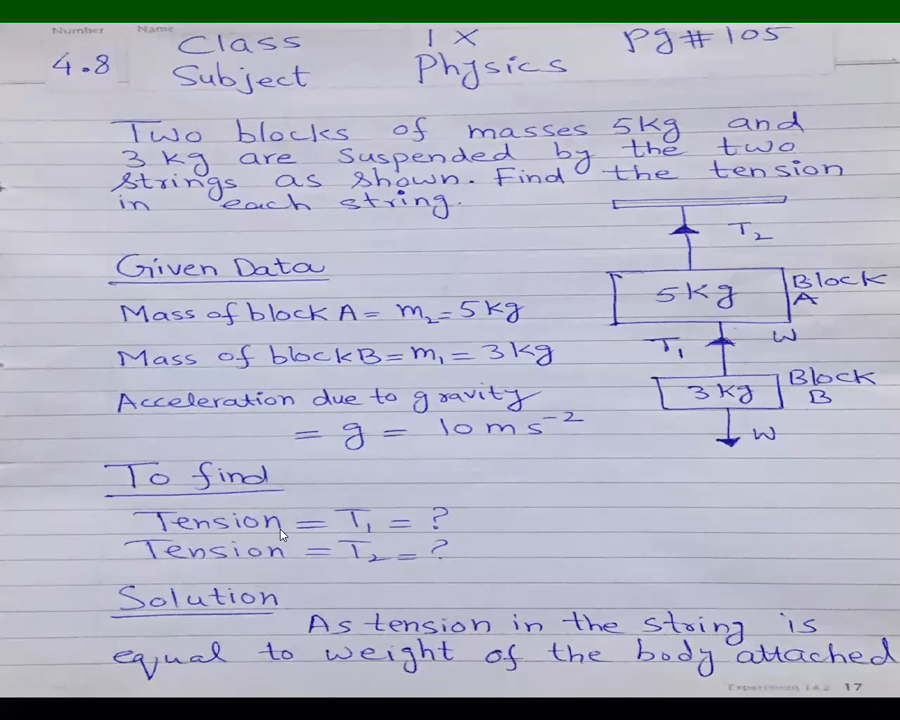 Number Name
4.8 Class IX Pg#105
Subject Physics
Two blocks of masses 5kg and
3 kg are suspended by the two
strings as shown. Find the tension
in each string.
T2
Given Data
5kg Block A
Mass of block A = m2 = 5kg
W
T1
Mass of block B = m1 = 3kg
3kg Block B
Acceleration due to gravity
= g = 10 ms-2
W
To find
Tension = T1 = ?
Tension = T2 = ?
Solution
As tension in the string is
equal to weight of the body attached
Experiment 14.2 17